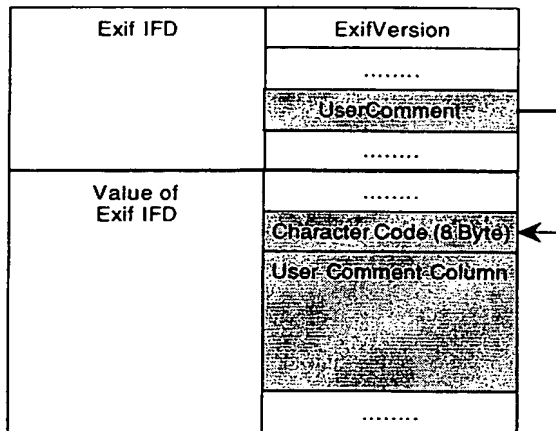 Exif IFD
ExifVersion
........
UserComment
........
Value of
Exif IFD
........
Character Code (8 Byte)
User Comment Column
........